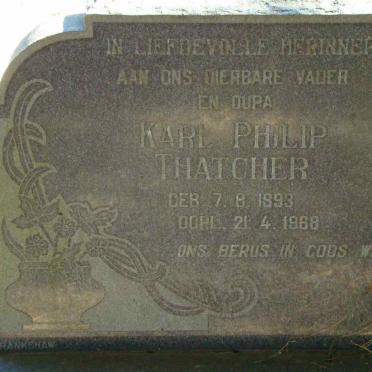 IN LIEFDEVOLLE HERINNER
AAN ONS DIERBARE VADER
EN OUPA
KARL PHILIP
THATCHER
GEB. 7. 8. 1893
OORL. 21. 4. 1968
ONS BERUS IN GODS W
RANKSHAW